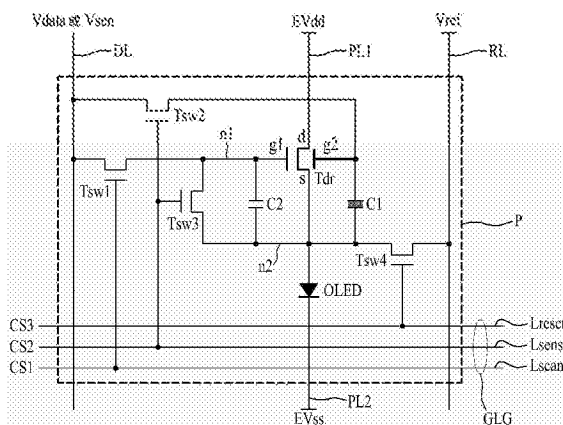 Vdata or Vsen EVdd Vref
DL PL1 RL
Tsw2
n1 g1 d g2
s Tdr
Tsw1 Tsw3 C2 C1 P
n2 Tsw4
OLED
CS3 Lreset
CS2 Lsens
CS1 Lscan
PL2
EVss GLG